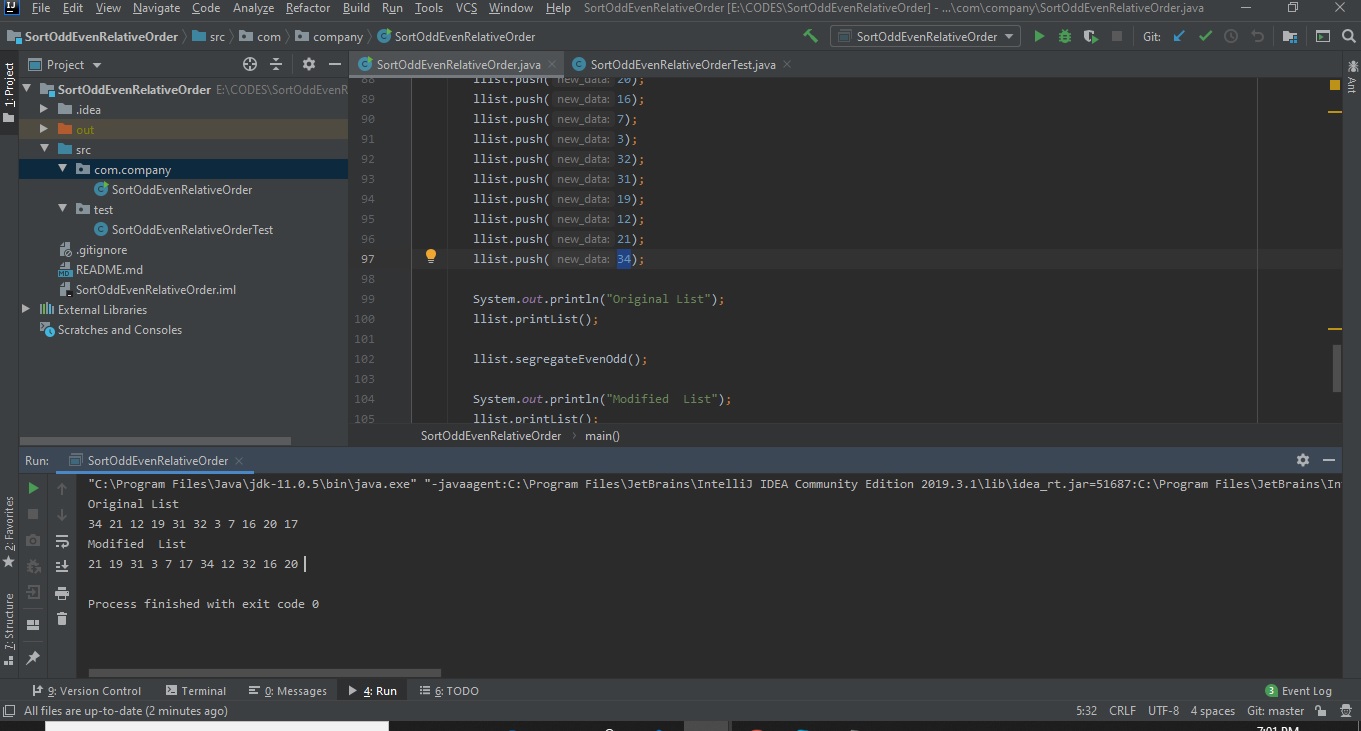 File Edit View Navigate Code Analyze Refactor Build Run Tools VCS Window Help SortOddEvenRelativeOrder [E:\CODES\SortOddEvenRelativeOrder] - ...\com\company\SortOddEvenRelativeOrder.java
SortOddEvenRelativeOrder src com company SortOddEvenRelativeOrder
SortOddEvenRelativeOrder Git:
1: Project
Project
SortOddEvenRelativeOrder E:\CODES\SortOddEvenR
.idea
out
src
com.company
SortOddEvenRelativeOrder
test
SortOddEvenRelativeOrderTest
.gitignore
README.md
SortOddEvenRelativeOrder.iml
External Libraries
Scratches and Consoles
SortOddEvenRelativeOrder.java SortOddEvenRelativeOrderTest.java
Ant
88 llist.push( new_data: 20);
89 llist.push( new_data: 16);
90 llist.push( new_data: 7);
91 llist.push( new_data: 3);
92 llist.push( new_data: 32);
93 llist.push( new_data: 31);
94 llist.push( new_data: 19);
95 llist.push( new_data: 12);
96 llist.push( new_data: 21);
97 llist.push( new_data: 34);
98
99 System.out.println("Original List");
100 llist.printList();
101
102 llist.segregateEvenOdd();
103
104 System.out.println("Modified  List");
105 llist.printList();
SortOddEvenRelativeOrder main()
Run: SortOddEvenRelativeOrder
"C:\Program Files\Java\jdk-11.0.5\bin\java.exe" "-javaagent:C:\Program Files\JetBrains\IntelliJ IDEA Community Edition 2019.3.1\lib\idea_rt.jar=51687:C:\Program Files\JetBrains\In
Original List
34 21 12 19 31 32 3 7 16 20 17
Modified  List
21 19 31 3 7 17 34 12 32 16 20
Process finished with exit code 0
2: Favorites
7: Structure
9: Version Control Terminal 0: Messages 4: Run 6: TODO 3 Event Log
All files are up-to-date (2 minutes ago) 5:32 CRLF UTF-8 4 spaces Git: master
7:01 PM